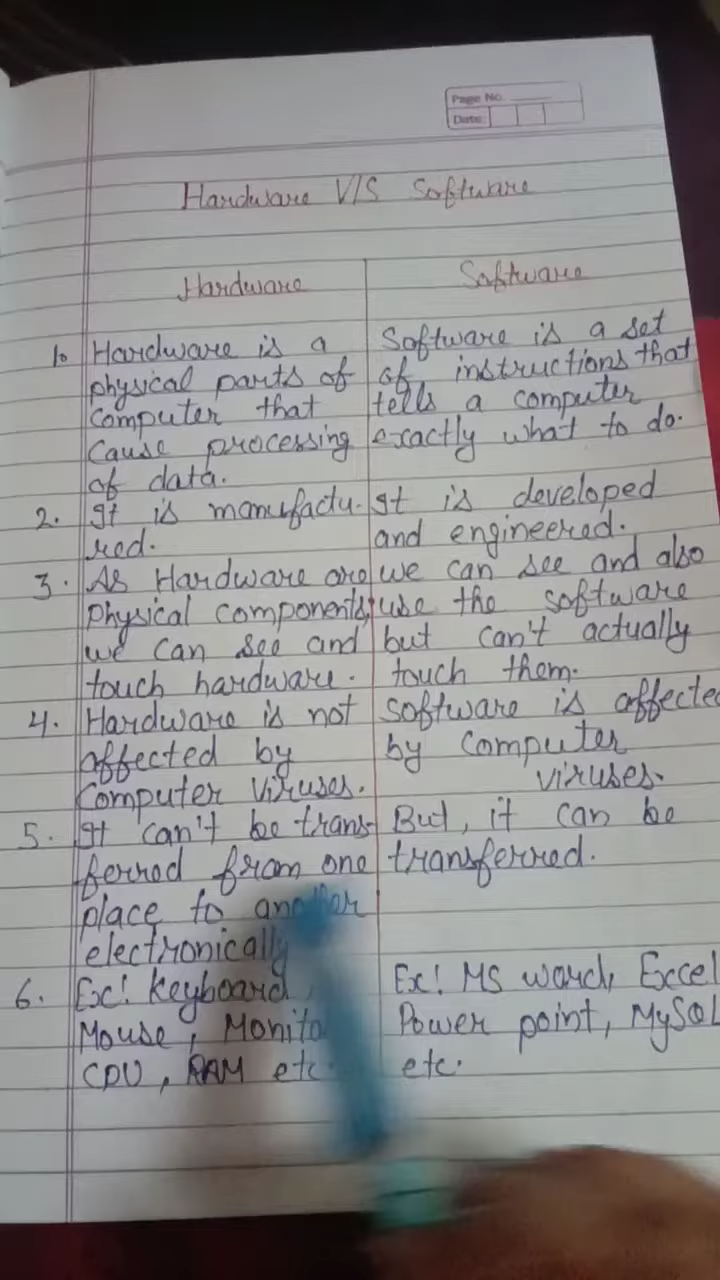 Page No.
Date:
Hardware V/S Software
Hardware
Software
1. Hardware is a
physical parts of
computer that
cause processing
of data.
Software is a set
of instructions that
tells a computer
exactly what to do.
2. It is manufactu-
red.
It is developed
and engineered.
3. As Hardware are
physical components,
we can see and
touch hardware.
we can see and also
use the software
but can't actually
touch them.
4. Hardware is not
affected by
computer viruses.
Software is affected
by computer
viruses.
5. It can't be trans-
ferred from one
place to another
electronically
But, it can be
transferred.
6. Ex! Keyboard,
Mouse, Monito
CPU, RAM etc.
Ex! MS word, Excel
Power point, MySQL
etc.